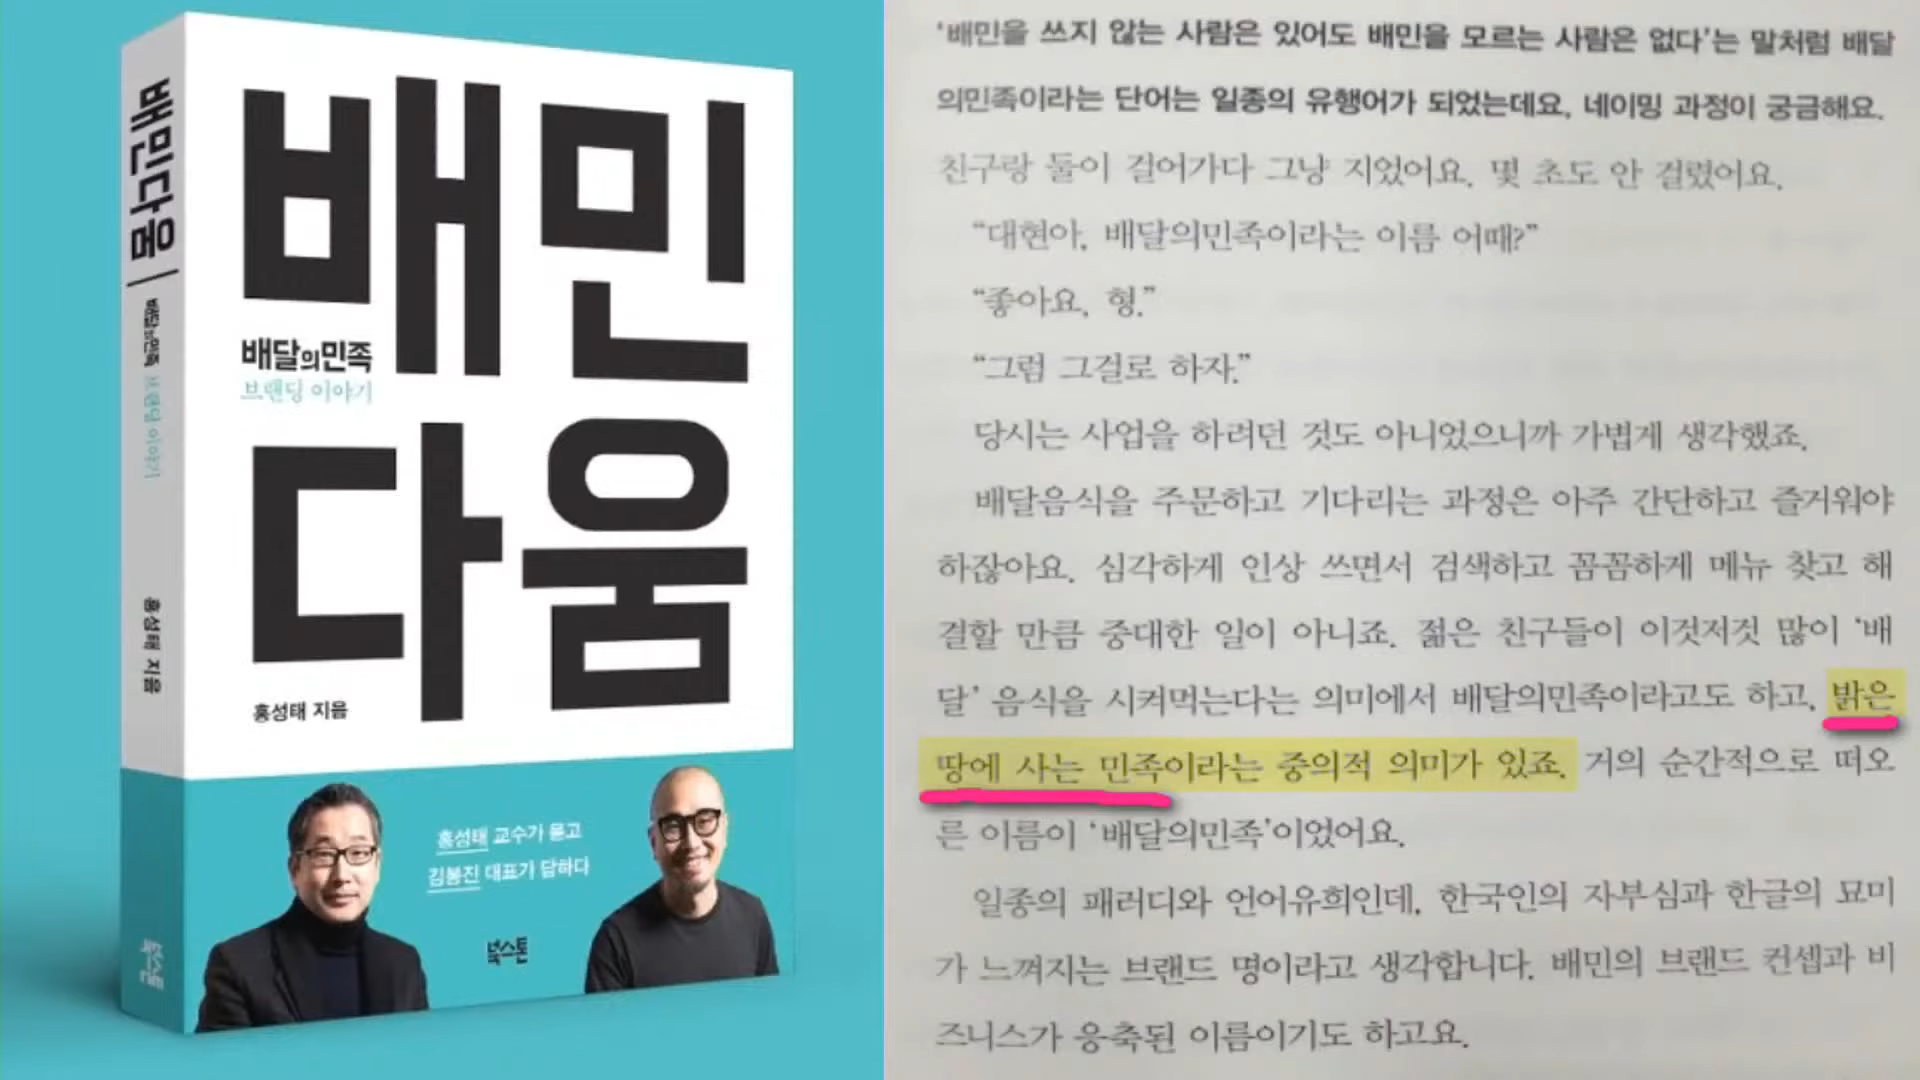 배민다움
배달의민족 브랜딩 이야기
홍성태 지음
북스톤
배민
다움
배달의민족
브랜딩 이야기
홍성태 지음
홍성태 교수가 묻고
김봉진 대표가 답하다
북스톤
‘배민을 쓰지 않는 사람은 있어도 배민을 모르는 사람은 없다’는 말처럼 배달
의민족이라는 단어는 일종의 유행어가 되었는데요, 네이밍 과정이 궁금해요.
친구랑 둘이 걸어가다 그냥 지었어요. 몇 초도 안 걸렸어요.
“대현아, 배달의민족이라는 이름 어때?”
“좋아요, 형.”
“그럼 그걸로 하자.”
당시는 사업을 하려던 것도 아니었으니까 가볍게 생각했죠.
배달음식을 주문하고 기다리는 과정은 아주 간단하고 즐거워야
하잖아요. 심각하게 인상 쓰면서 검색하고 꼼꼼하게 메뉴 찾고 해
결할 만큼 중대한 일이 아니죠. 젊은 친구들이 이것저것 많이 ‘배
달’ 음식을 시켜먹는다는 의미에서 배달의민족이라고도 하고, 밝은
땅에 사는 민족이라는 중의적 의미가 있죠. 거의 순간적으로 떠오
른 이름이 ‘배달의민족’이었어요.
일종의 패러디와 언어유희인데, 한국인의 자부심과 한글의 묘미
가 느껴지는 브랜드 명이라고 생각합니다. 배민의 브랜드 컨셉과 비
즈니스가 응축된 이름이기도 하고요.